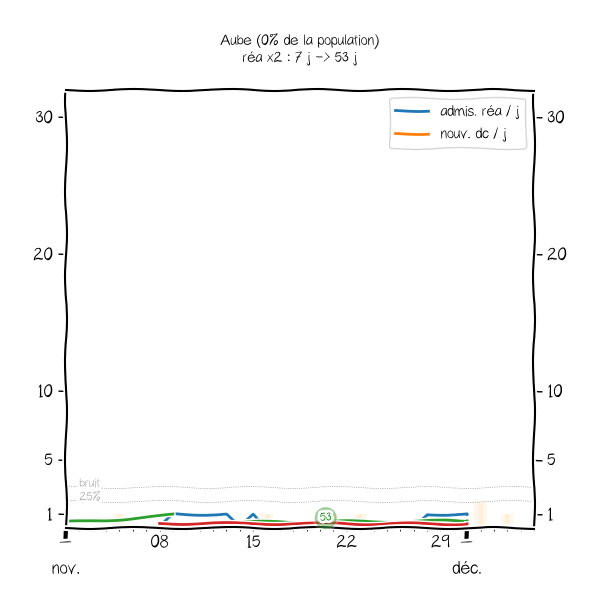 Aube (0% de la population)
réa x2 : 7 j -> 53 j
admis. réa / j
nouv. dc / j
30
30
20
20
10
10
5
5
bruit
25%
1
53
1
08
15
22
29
nov.
déc.